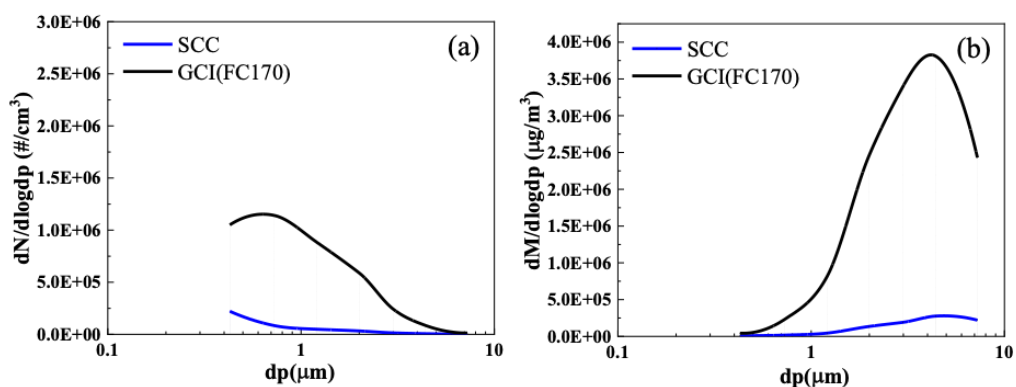 (a)
SCC
GCI(FC170)
3.0E+06
2.5E+06
2.0E+06
1.5E+06
1.0E+06
5.0E+05
0.0E+00
dN/dlogdp (#/cm³)
0.1
1
10
dp(μm)
(b)
SCC
GCI(FC170)
4.0E+06
3.5E+06
3.0E+06
2.5E+06
2.0E+06
1.5E+06
1.0E+06
5.0E+05
0.0E+00
dM/dlogdp (μg/m³)
0.1
1
10
dp(μm)